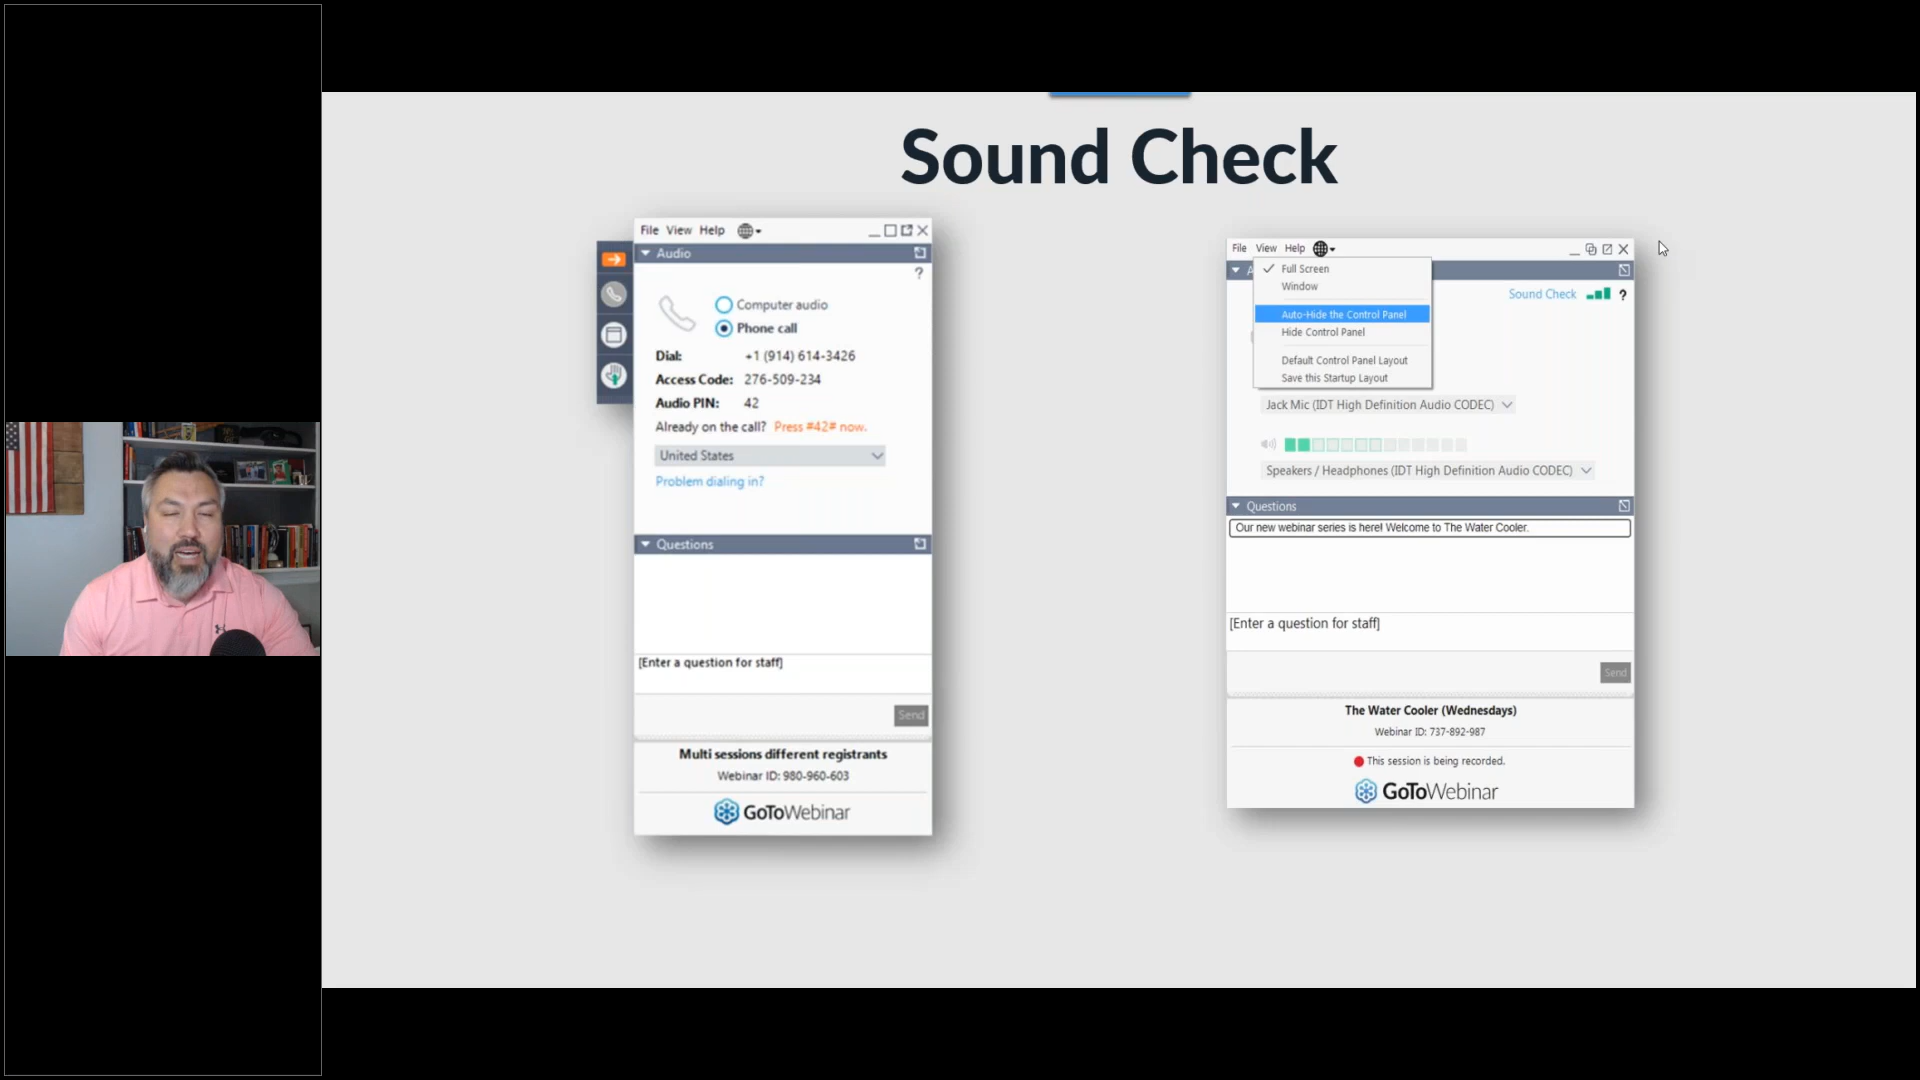 Sound Check
File View Help
Audio
?
Computer audio
Phone call
Dial: +1 (914) 614-3426
Access Code: 276-509-234
Audio PIN: 42
Already on the call? Press #42# now.
United States
Problem dialing in?
Questions
[Enter a question for staff]
Send
Multi sessions different registrants
Webinar ID: 980-960-603
GoToWebinar
File View Help
Full Screen
Window
Auto-Hide the Control Panel
Hide Control Panel
Default Control Panel Layout
Save this Startup Layout
Sound Check ?
Jack Mic (IDT High Definition Audio CODEC)
Speakers / Headphones (IDT High Definition Audio CODEC)
Questions
Our new webinar series is here! Welcome to The Water Cooler.
[Enter a question for staff]
Send
The Water Cooler (Wednesdays)
Webinar ID: 737-892-987
This session is being recorded.
GoToWebinar